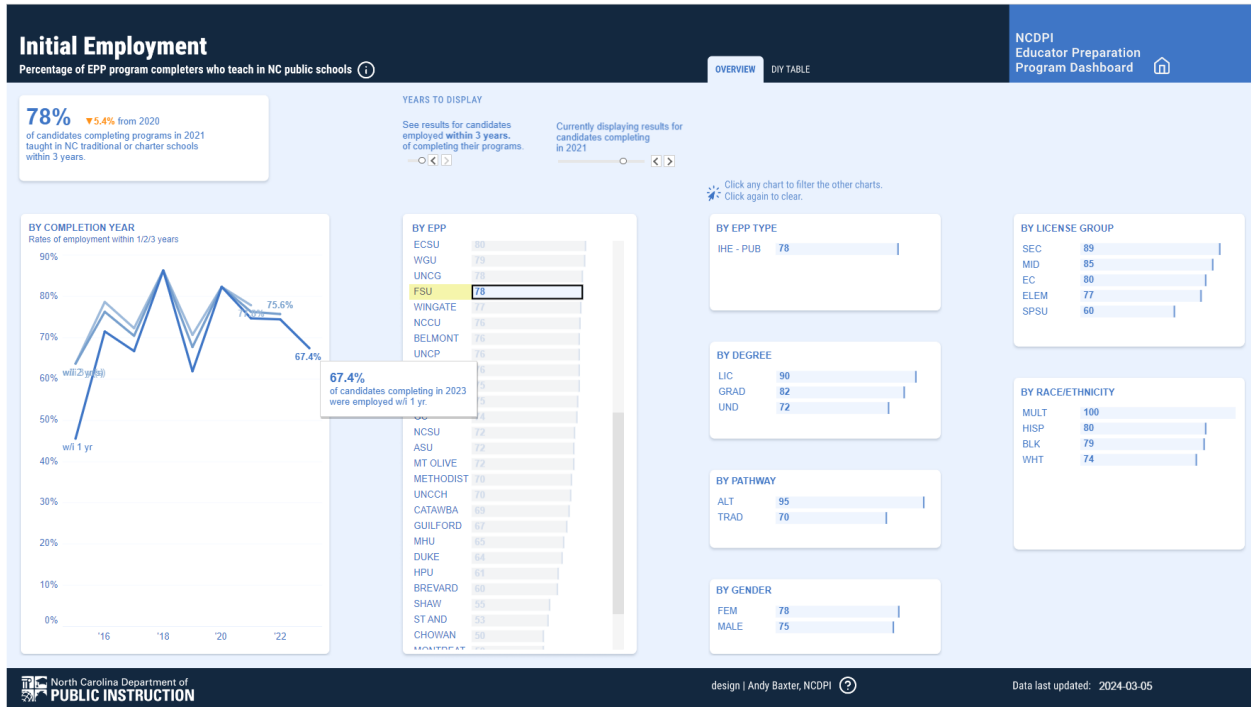 Initial Employment
Percentage of EPP program completers who teach in NC public schools
OVERVIEW
DIY TABLE
NCDPI
Educator Preparation
Program Dashboard
78% ▼5.4% from 2020
of candidates completing programs in 2021
taught in NC traditional or charter schools
within 3 years.
YEARS TO DISPLAY
See results for candidates
employed within 3 years.
of completing their programs.
Currently displaying results for
candidates completing
in 2021
Click any chart to filter the other charts.
Click again to clear.
BY COMPLETION YEAR
Rates of employment within 1/2/3 years
90%
80%
70%
60%
50%
40%
30%
20%
10%
0%
'16
'18
'20
'22
75.6%
67.4%
w/i 1 yr
67.4%
of candidates completing in 2023
were employed w/i 1 yr.
BY EPP
ECSU 80
WGU 79
UNCG 78
FSU 78
WINGATE 77
NCCU 76
BELMONT 76
UNCP 76
NCSU 72
ASU 72
MT OLIVE 72
METHODIST 70
UNCCH 70
CATAWBA 69
GUILFORD 67
MHU 65
DUKE 64
HPU 61
BREVARD 60
SHAW 55
ST AND 53
CHOWAN 50
BY EPP TYPE
IHE - PUB 78
BY DEGREE
LIC 90
GRAD 82
UND 72
BY PATHWAY
ALT 95
TRAD 70
BY GENDER
FEM 78
MALE 75
BY LICENSE GROUP
SEC 89
MID 85
EC 80
ELEM 77
SPSU 60
BY RACE/ETHNICITY
MULT 100
HISP 80
BLK 79
WHT 74
North Carolina Department of
PUBLIC INSTRUCTION
design | Andy Baxter, NCDPI ?
Data last updated: 2024-03-05